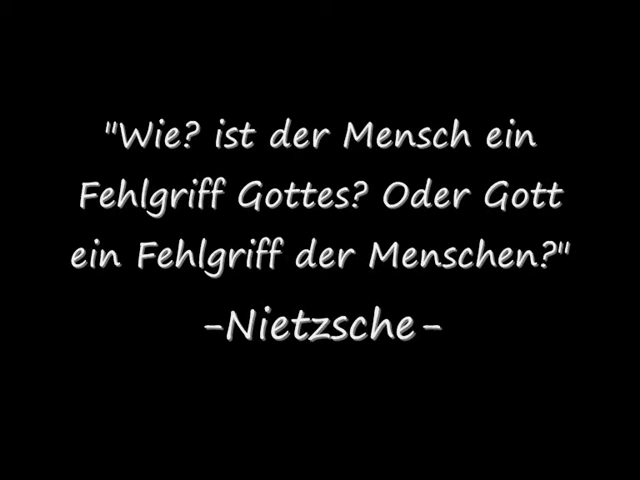 "Wie? ist der Mensch ein
Fehlgriff Gottes? Oder Gott
ein Fehlgriff der Menschen?"
-Nietzsche-